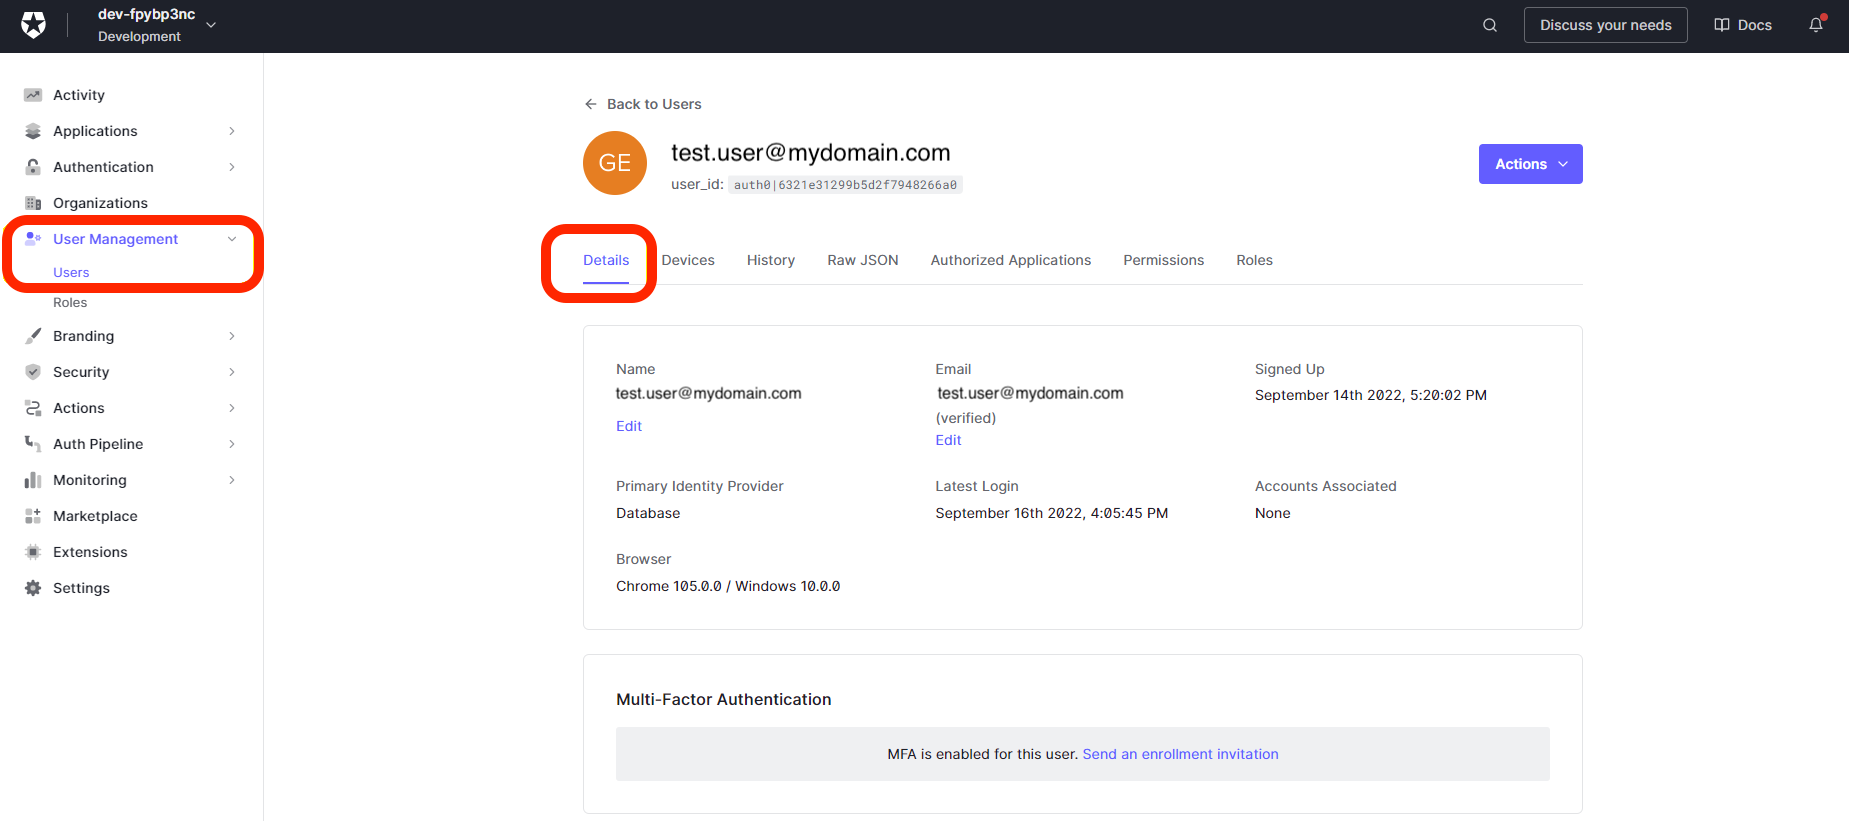 dev-fpybp3nc
Development
Discuss your needs
Docs
Activity
Applications
Authentication
Organizations
User Management
Users
Roles
Branding
Security
Actions
Auth Pipeline
Monitoring
Marketplace
Extensions
Settings
Back to Users
GE
test.user@mydomain.com
user_id: auth0|6321e31299b5d2f7948266a0
Actions
Details Devices History Raw JSON Authorized Applications Permissions Roles
Name
test.user@mydomain.com
Edit
Email
test.user@mydomain.com
(verified)
Edit
Signed Up
September 14th 2022, 5:20:02 PM
Primary Identity Provider
Database
Latest Login
September 16th 2022, 4:05:45 PM
Accounts Associated
None
Browser
Chrome 105.0.0 / Windows 10.0.0
Multi-Factor Authentication
MFA is enabled for this user. Send an enrollment invitation